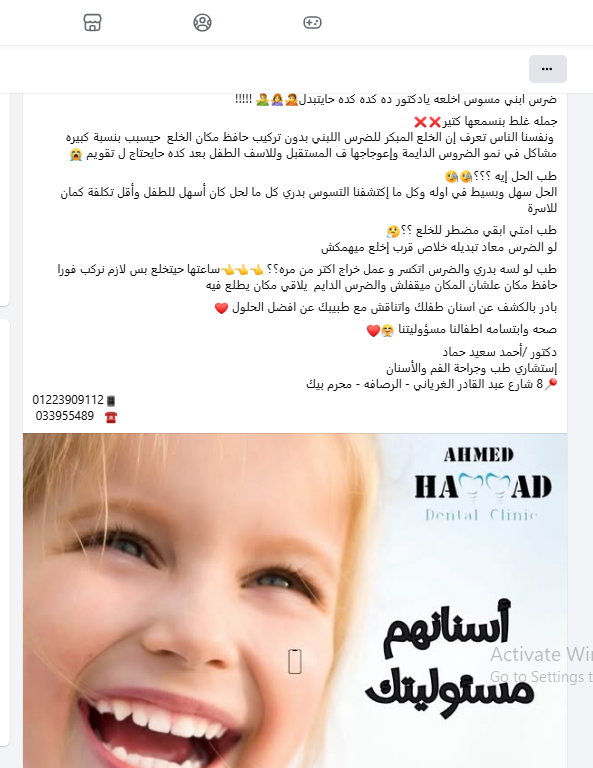 ضرس ابني مسوس اخلعه يادكتور ده كده كده حايتبدل🤦🤦‍♀️🤷‍♂️ !!!!!
جمله غلط بنسمعها كتير❌❌
ونفسنا الناس تعرف إن الخلع المبكر للضرس اللبني بدون تركيب حافظ مكان الخلع حيسبب بنسبة كبيره
مشاكل في نمو الضروس الدايمة وإعوجاجها ف المستقبل وللاسف الطفل بعد كده حايحتاج ل تقويم 😭
طب الحل إيه ؟؟؟🧐🧐
الحل سهل وبسيط في اوله وكل ما إكتشفنا التسوس بدري كل ما لحل كان أسهل للطفل وأقل تكلفة كمان
للاسرة
طب امتي ابقي مضطر للخلع ؟؟🤥
لو الضرس معاد تبديله خلاص قرب إخلع ميهمكش
طب لو لسه بدري والضرس اتكسر و عمل خراج اكتر من مره؟؟ 👈👈👈ساعتها حيتخلع بس لازم نركب فورا
حافظ مكان علشان المكان ميقفلش والضرس الدايم يلاقي مكان يطلع فيه
بادر بالكشف عن اسنان طفلك واتناقش مع طبيبك عن افضل الحلول ❤️
صحه وابتسامه اطفالنا مسؤوليتنا 😤❤️
دكتور /أحمد سعيد حماد
إستشاري طب وجراحة الفم والأسنان
📍8 شارع عبد القادر الغرياني - الرصافه - محرم بيك
01223909112📱
033955489 ☎️
AHMED
HAMMAD
Dental Clinic
أسنانهم
مسئوليتك
Activate Wi
Go to Settings t